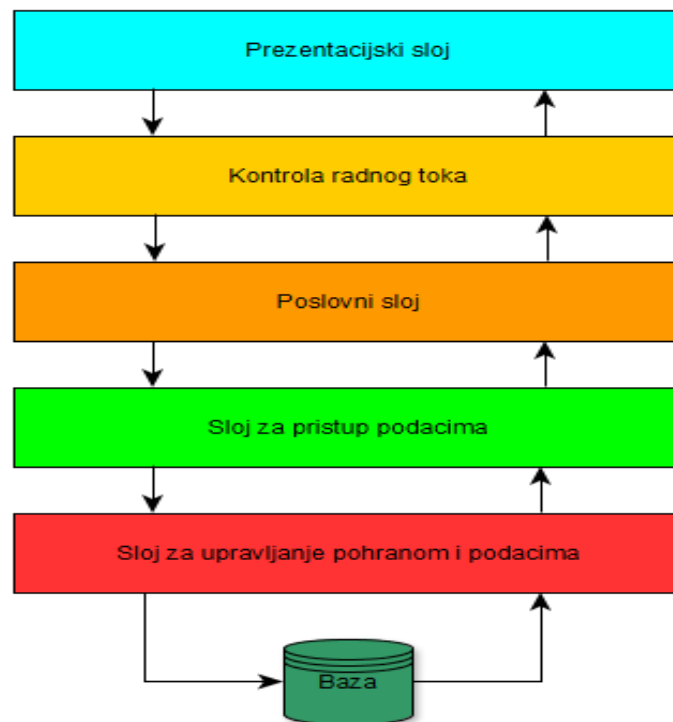 Prezentacijski sloj
Kontrola radnog toka
Poslovni sloj
Sloj za pristup podacima
Sloj za upravljanje pohranom i podacima
Baza